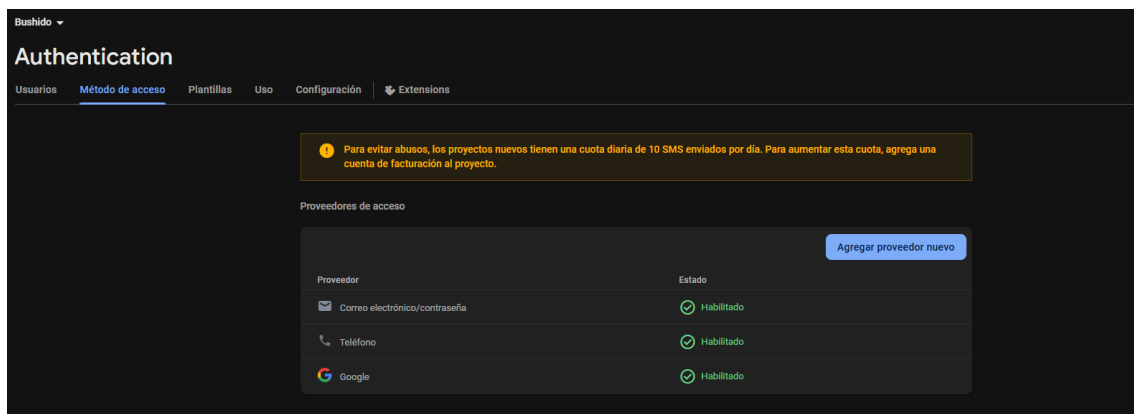 Bushido
Authentication
Usuarios Método de acceso Plantillas Uso Configuración Extensions
Para evitar abusos, los proyectos nuevos tienen una cuota diaria de 10 SMS enviados por día. Para aumentar esta cuota, agrega una
cuenta de facturación al proyecto.
Proveedores de acceso
Agregar proveedor nuevo
Proveedor Estado
Correo electrónico/contraseña Habilitado
Teléfono Habilitado
Google Habilitado